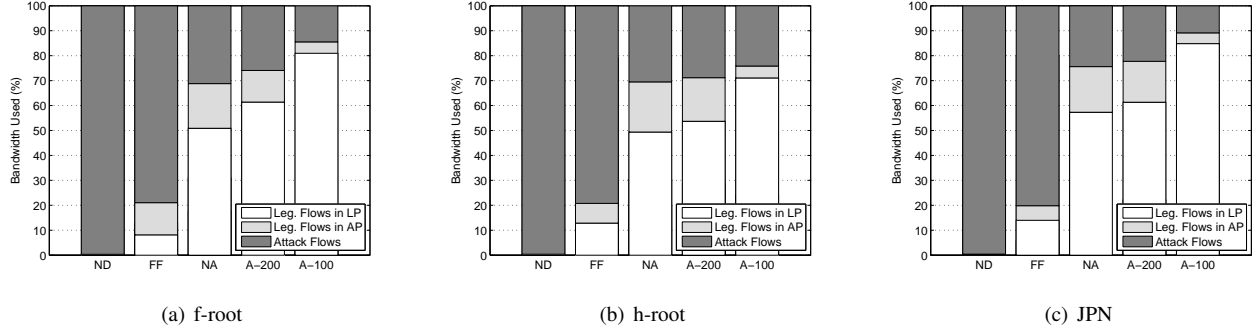 100
90
80
70
60
50
40
30
20
10
0
Bandwidth Used (%)
Leg. Flows in LP
Leg. Flows in AP
Attack Flows
ND FF NA A−200 A−100
(a) f-root
100
90
80
70
60
50
40
30
20
10
0
Bandwidth Used (%)
Leg. Flows in LP
Leg. Flows in AP
Attack Flows
ND FF NA A−200 A−100
(b) h-root
100
90
80
70
60
50
40
30
20
10
0
Bandwidth Used (%)
Leg. Flows in LP
Leg. Flows in AP
Attack Flows
ND FF NA A−200 A−100
(c) JPN